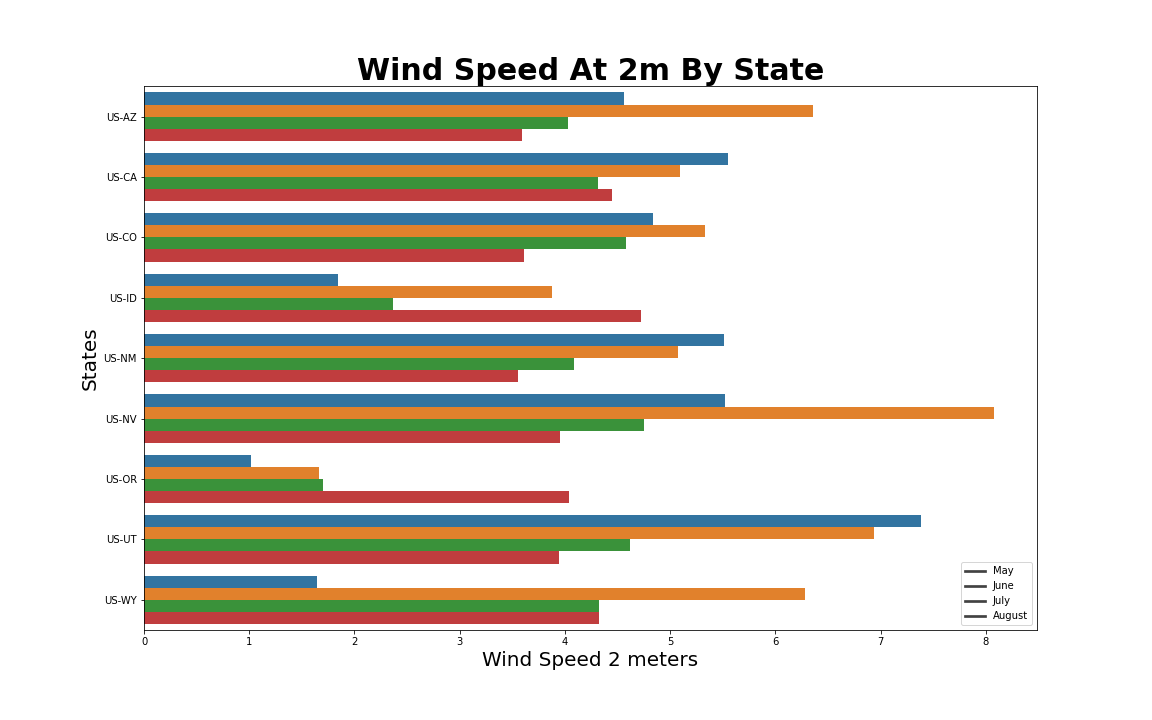 Wind Speed At 2m By State
States
US-AZ
US-CA
US-CO
US-ID
US-NM
US-NV
US-OR
US-UT
US-WY
May
June
July
August
0 1 2 3 4 5 6 7 8
Wind Speed 2 meters